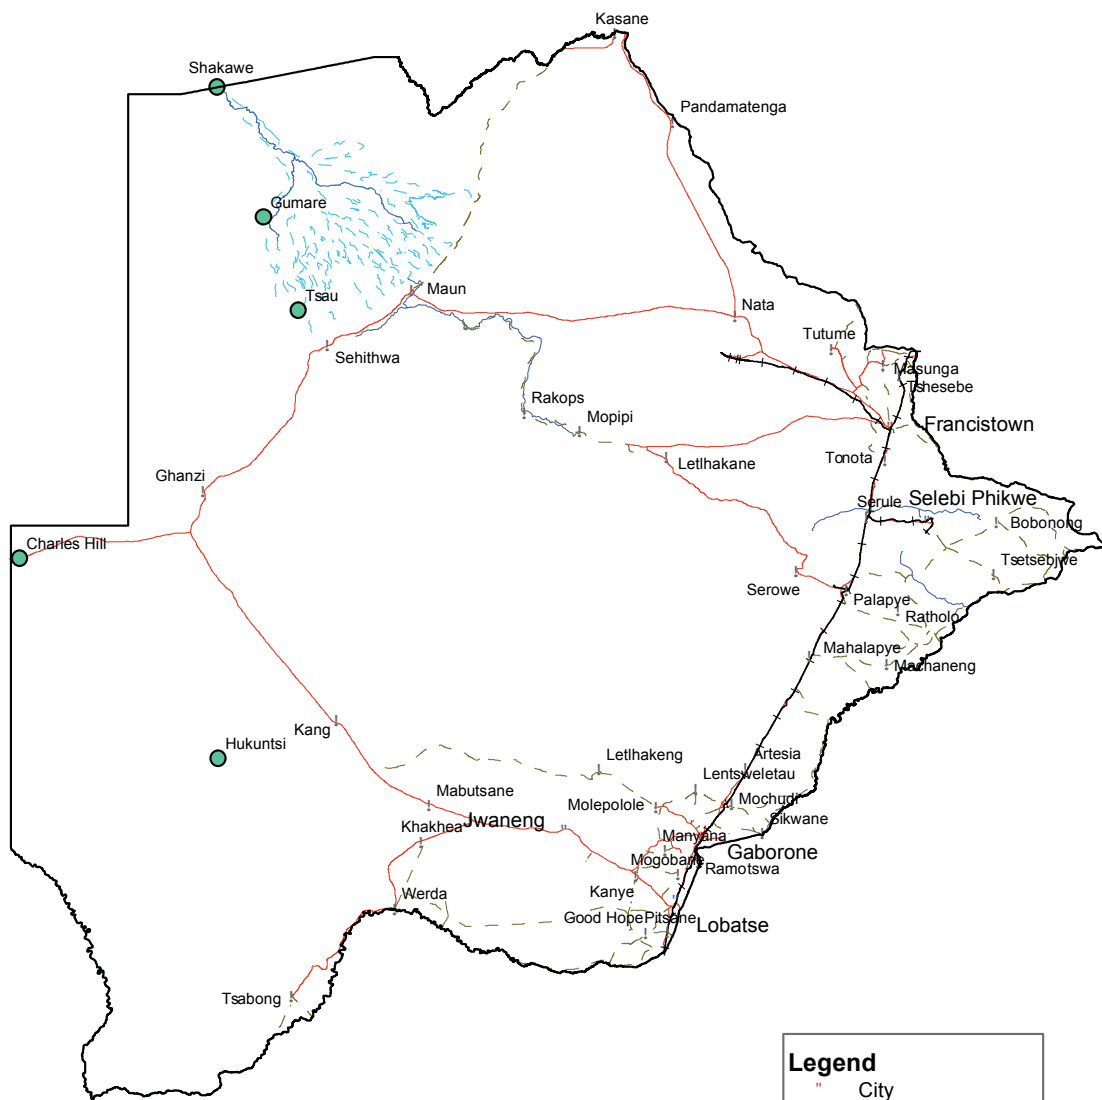 Kasane
Shakawe
Pandamatenga
Gumare
Maun
Tsau
Nata
Tutume
Sehithwa
Masunga
Tshesebe
Rakops
Mopipi
Francistown
Letlhakane
Tonota
Ghanzi
Serule
Selebi Phikwe
Bobonong
Charles Hill
Tsetsebjwe
Serowe
Palapye
Ratholo
Mahalapye
Machaneng
Kang
Hukuntsi
Letlhakeng
Artesia
Lentsweletau
Mabutsane
Molepolole
Mochudi
Jwaneng
Sikwane
Khakhea
Manyana
Gaborone
Mogobane
Ramotswa
Kanye
Werda
Good Hope
Pitsane
Lobatse
Tsabong
Legend
" City